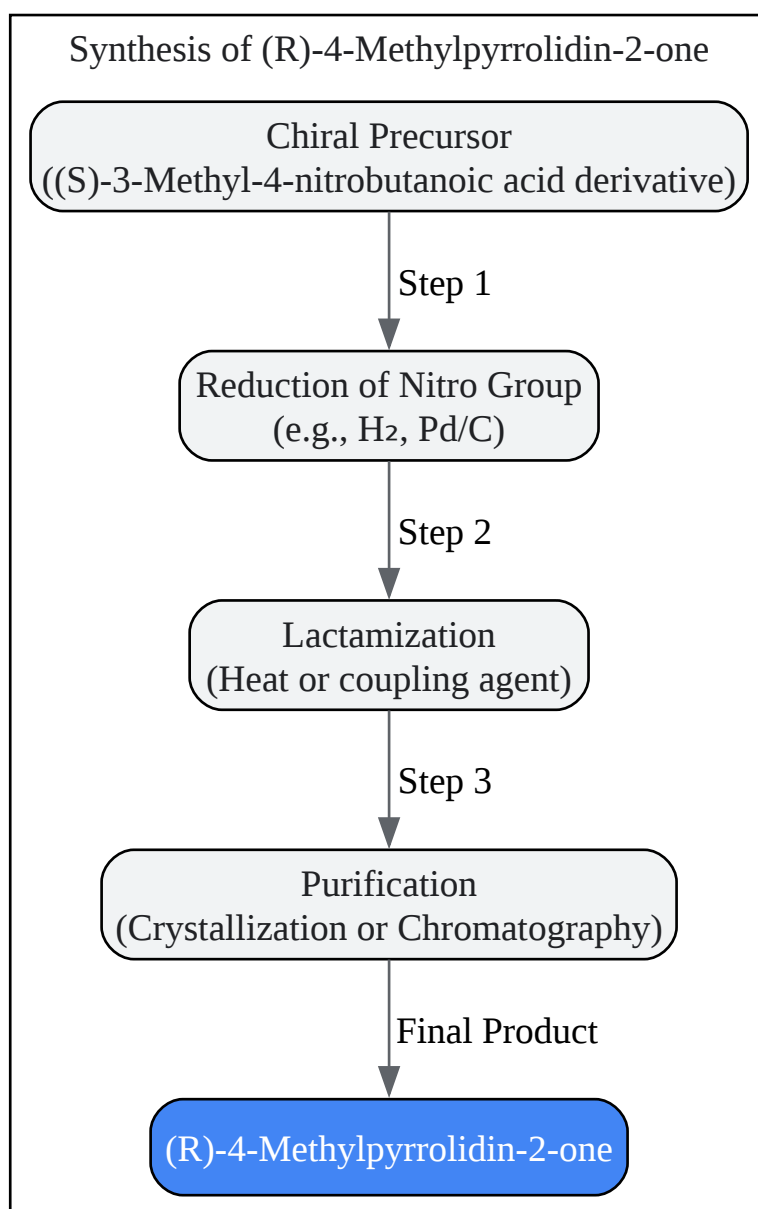 Synthesis of (R)-4-Methylpyrrolidin-2-one
Chiral Precursor
((S)-3-Methyl-4-nitrobutanoic acid derivative)
Step 1
Reduction of Nitro Group
(e.g., H₂, Pd/C)
Step 2
Lactamization
(Heat or coupling agent)
Step 3
Purification
(Crystallization or Chromatography)
Final Product
(R)-4-Methylpyrrolidin-2-one